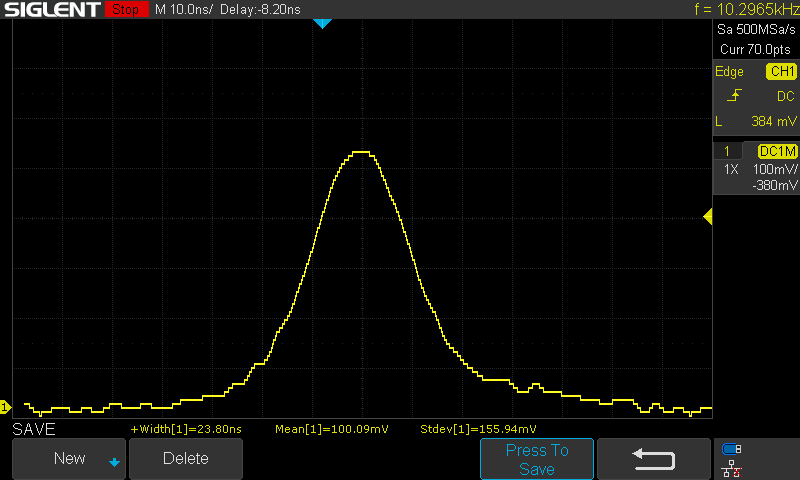 SIGLENT Stop M 10.0ns/ Delay:-8.20ns f = 10.2965kHz
Sa 500MSa/s
Curr 70.0pts
Edge CH1
DC
L 384 mV
1 DC1M
1X 100mV/
-380mV
1
SAVE +Width[1]=23.80ns Mean[1]=100.09mV Stdev[1]=155.94mV
New Delete Press To
Save